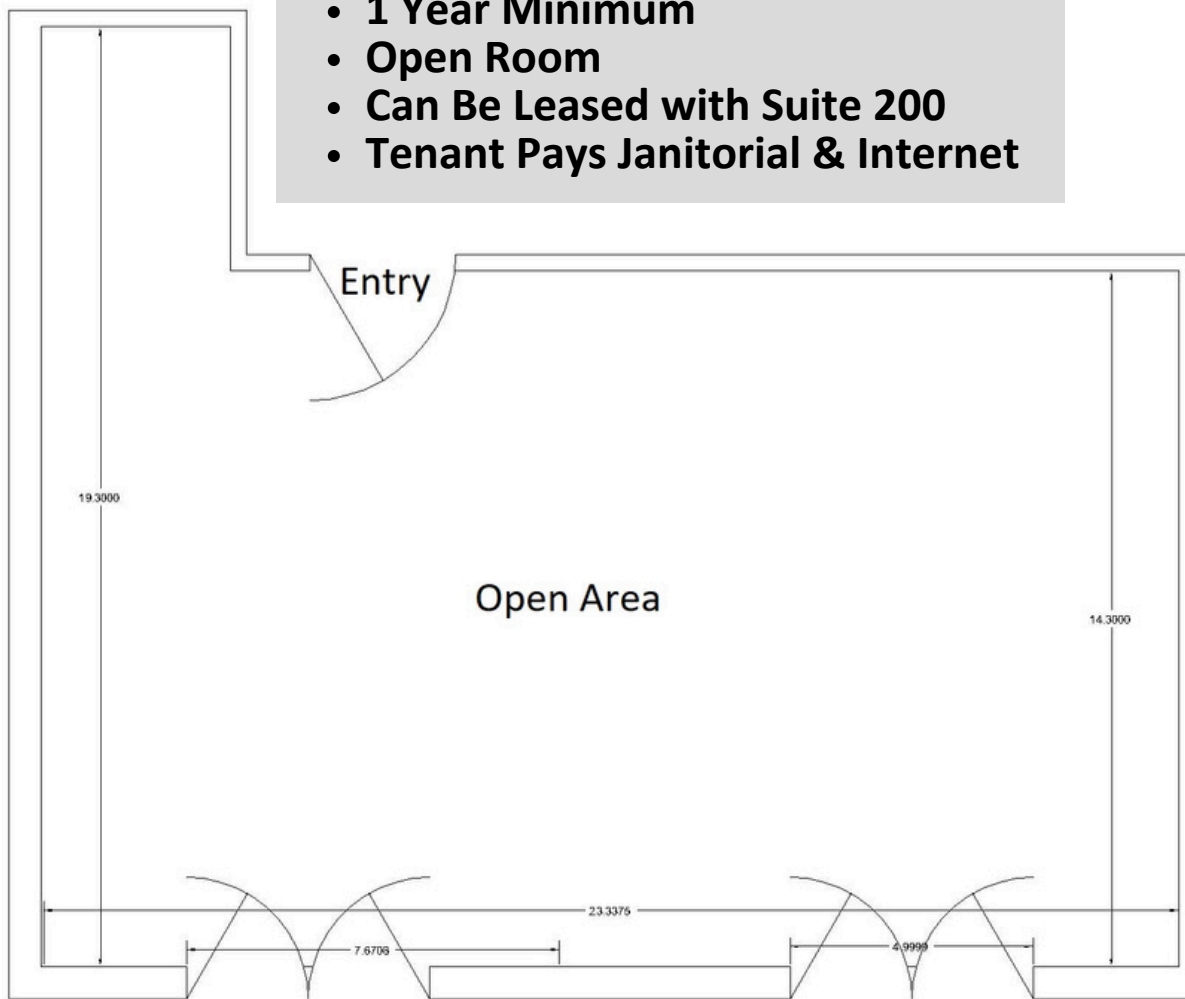 • 1 Year Minimum
• Open Room
• Can Be Leased with Suite 200
• Tenant Pays Janitorial & Internet
Entry
19.3000
Open Area
14.3000
23.3375
7.6706
4.9999